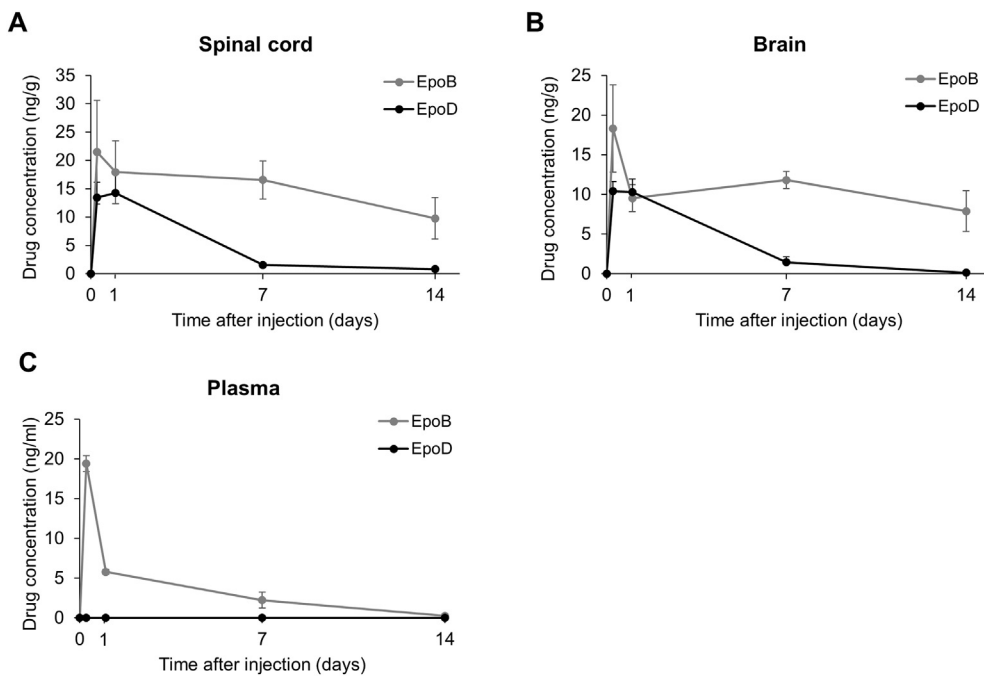 A
Spinal cord
EpoB
EpoD
Drug concentration (ng/g)
35
30
25
20
15
10
5
0
0 1 7 14
Time after injection (days)
B
Brain
EpoB
EpoD
Drug concentration (ng/g)
25
20
15
10
5
0
0 1 7 14
Time after injection (days)
C
Plasma
EpoB
EpoD
Drug concentration (ng/ml)
25
20
15
10
5
0
0 1 7 14
Time after injection (days)